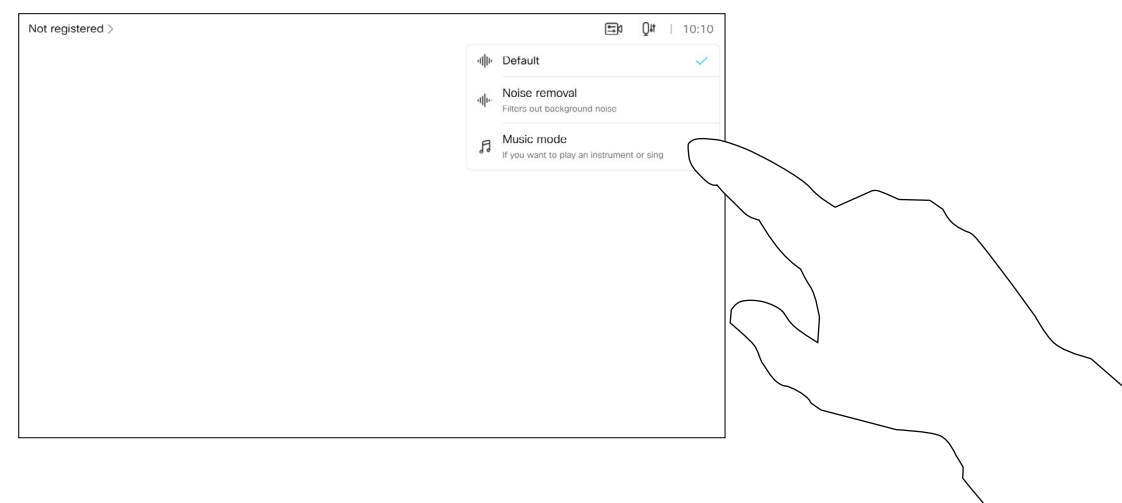 Not registered >
10:10
Default
Noise removal
Filters out background noise
Music mode
If you want to play an instrument or sing